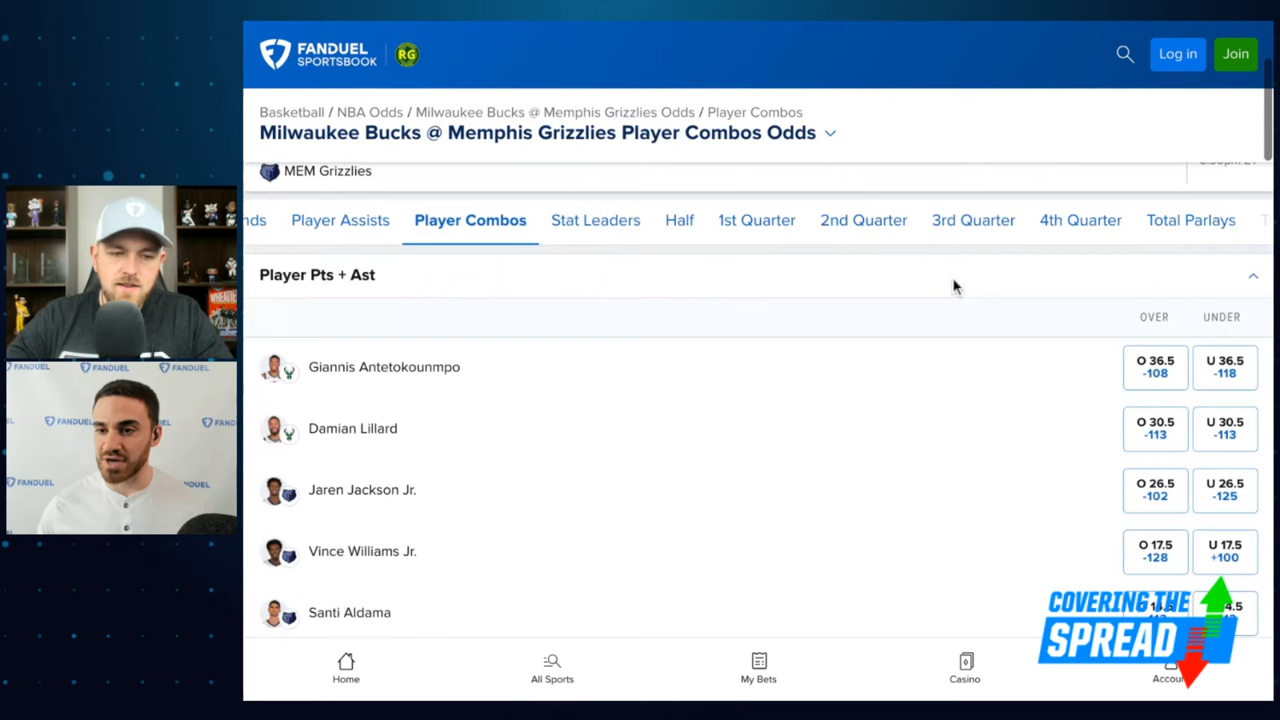 FANDUEL
SPORTSBOOK
RG
Log in
Join
Basketball / NBA Odds / Milwaukee Bucks @ Memphis Grizzlies Odds / Player Combos
Milwaukee Bucks @ Memphis Grizzlies Player Combos Odds
MEM Grizzlies
nds Player Assists Player Combos Stat Leaders Half 1st Quarter 2nd Quarter 3rd Quarter 4th Quarter Total Parlays
Player Pts + Ast
OVER UNDER
Giannis Antetokounmpo
O 36.5 U 36.5
-108 -118
Damian Lillard
O 30.5 U 30.5
-113 -113
Jaren Jackson Jr.
O 26.5 U 26.5
-102 -125
Vince Williams Jr.
O 17.5 U 17.5
-128 +100
Santi Aldama
COVERING THE
SPREAD
Home All Sports My Bets Casino Accou
WHEATIES
FANDUEL FANDUEL FANDUEL
FANDUEL FAND
FANDUEL NDUEL